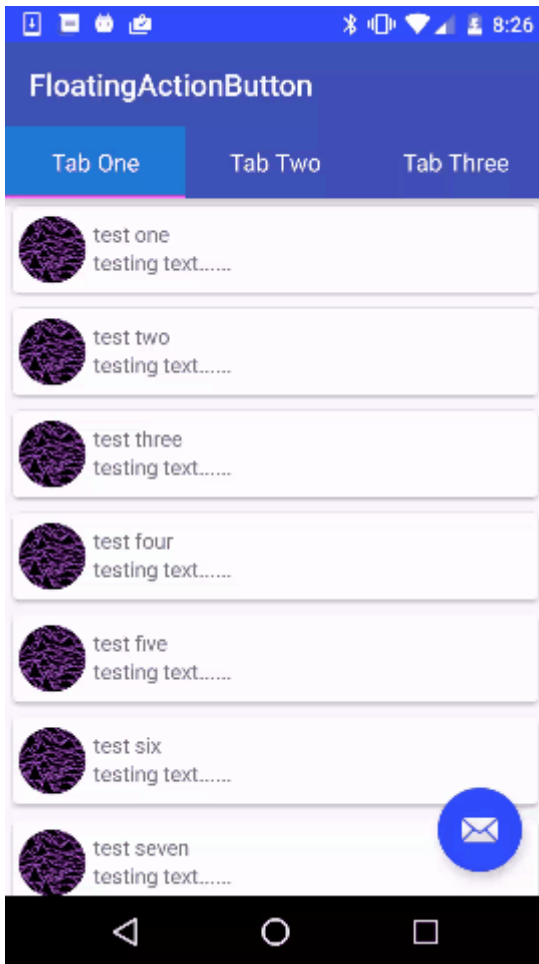 8:26
FloatingActionButton
Tab One Tab Two Tab Three
test one
testing text......
test two
testing text......
test three
testing text......
test four
testing text......
test five
testing text......
test six
testing text......
test seven
testing text......